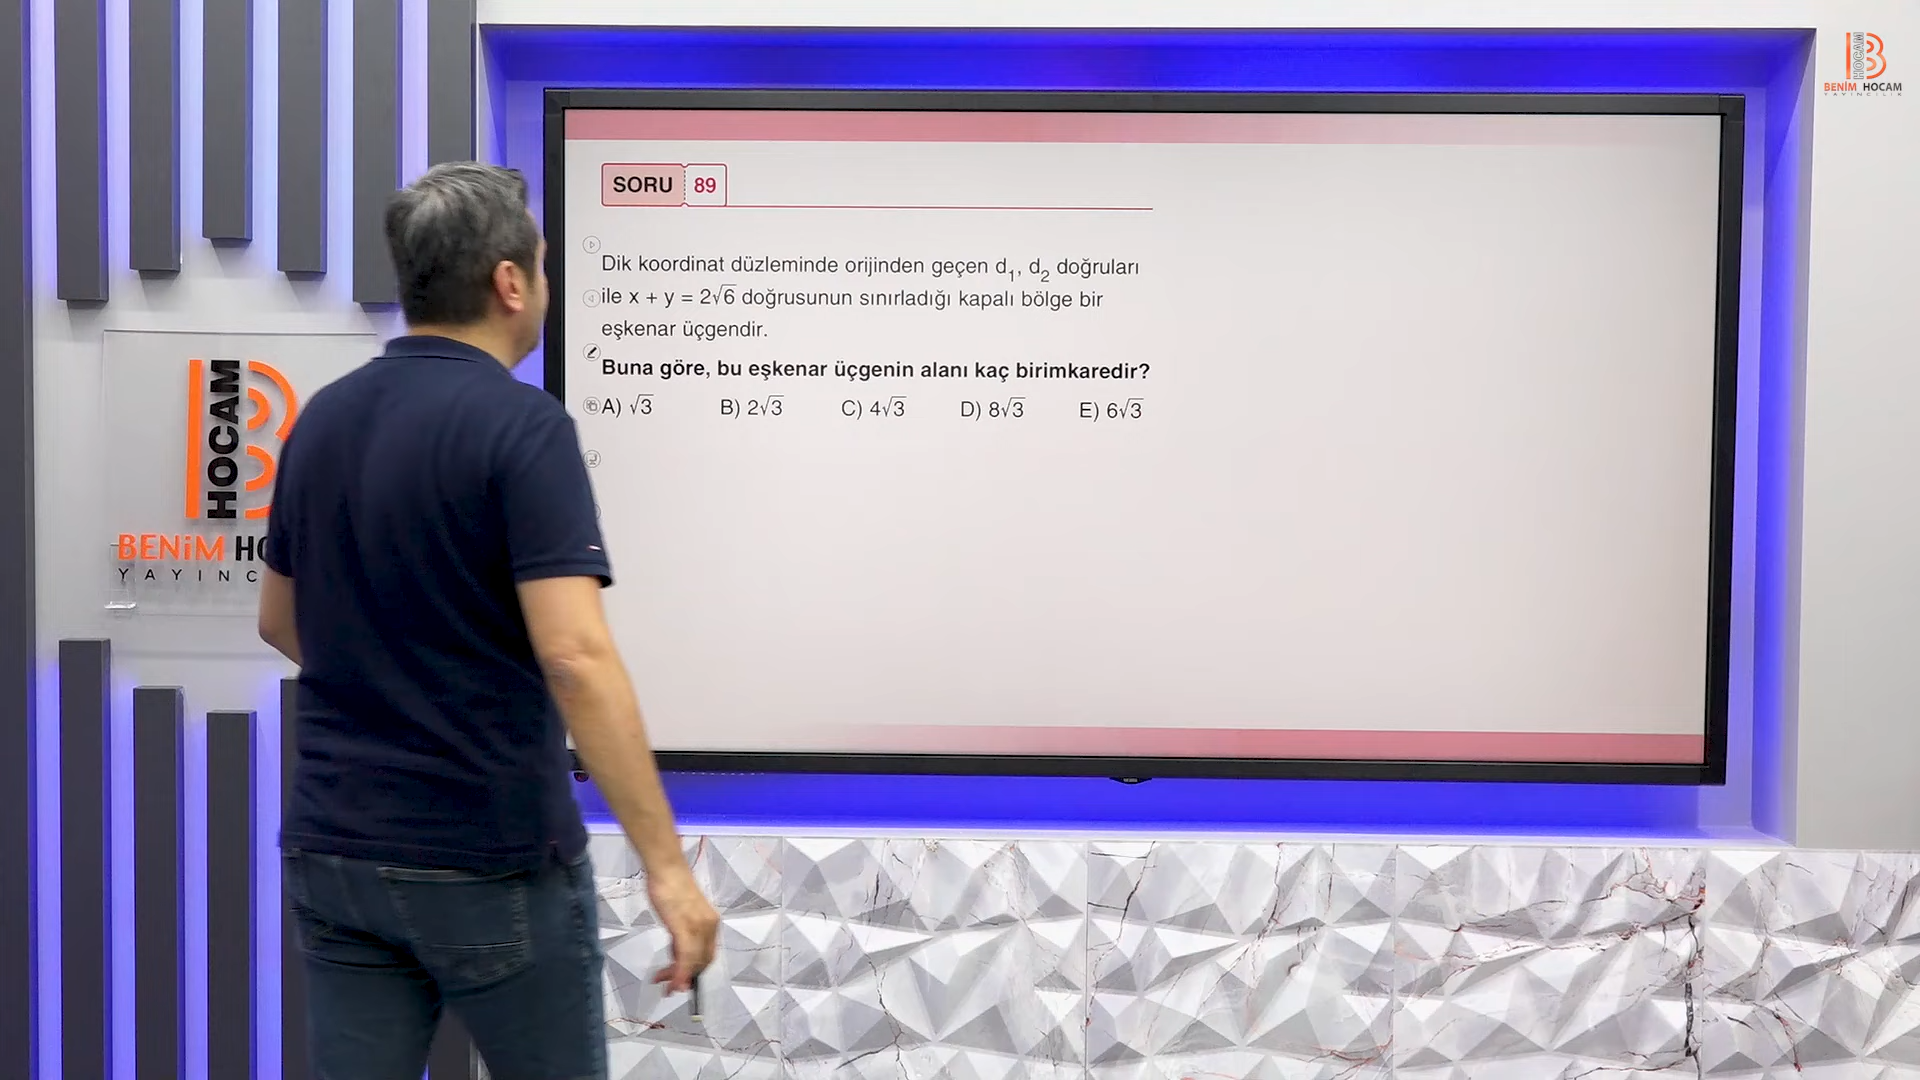 HOCAM
BENİM HOCAM
YAYINCILIK
SORU 89
Dik koordinat düzleminde orijinden geçen d₁, d₂ doğruları
ile x + y = 2√6 doğrusunun sınırladığı kapalı bölge bir
eşkenar üçgendir.
Buna göre, bu eşkenar üçgenin alanı kaç birimkaredir?
A) √3 B) 2√3 C) 4√3 D) 8√3 E) 6√3
HOCAM
BENİM